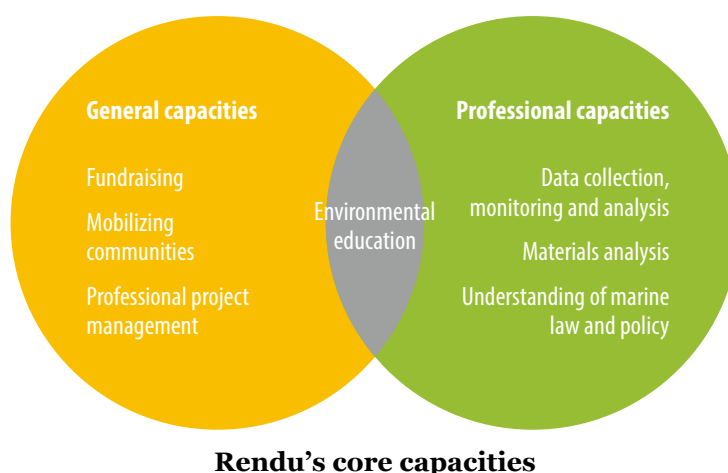 General capacities
Fundraising
Mobilizing
communities
Professional project
management
Environmental
education
Professional capacities
Data collection,
monitoring and analysis
Materials analysis
Understanding of marine
law and policy
Rendu's core capacities